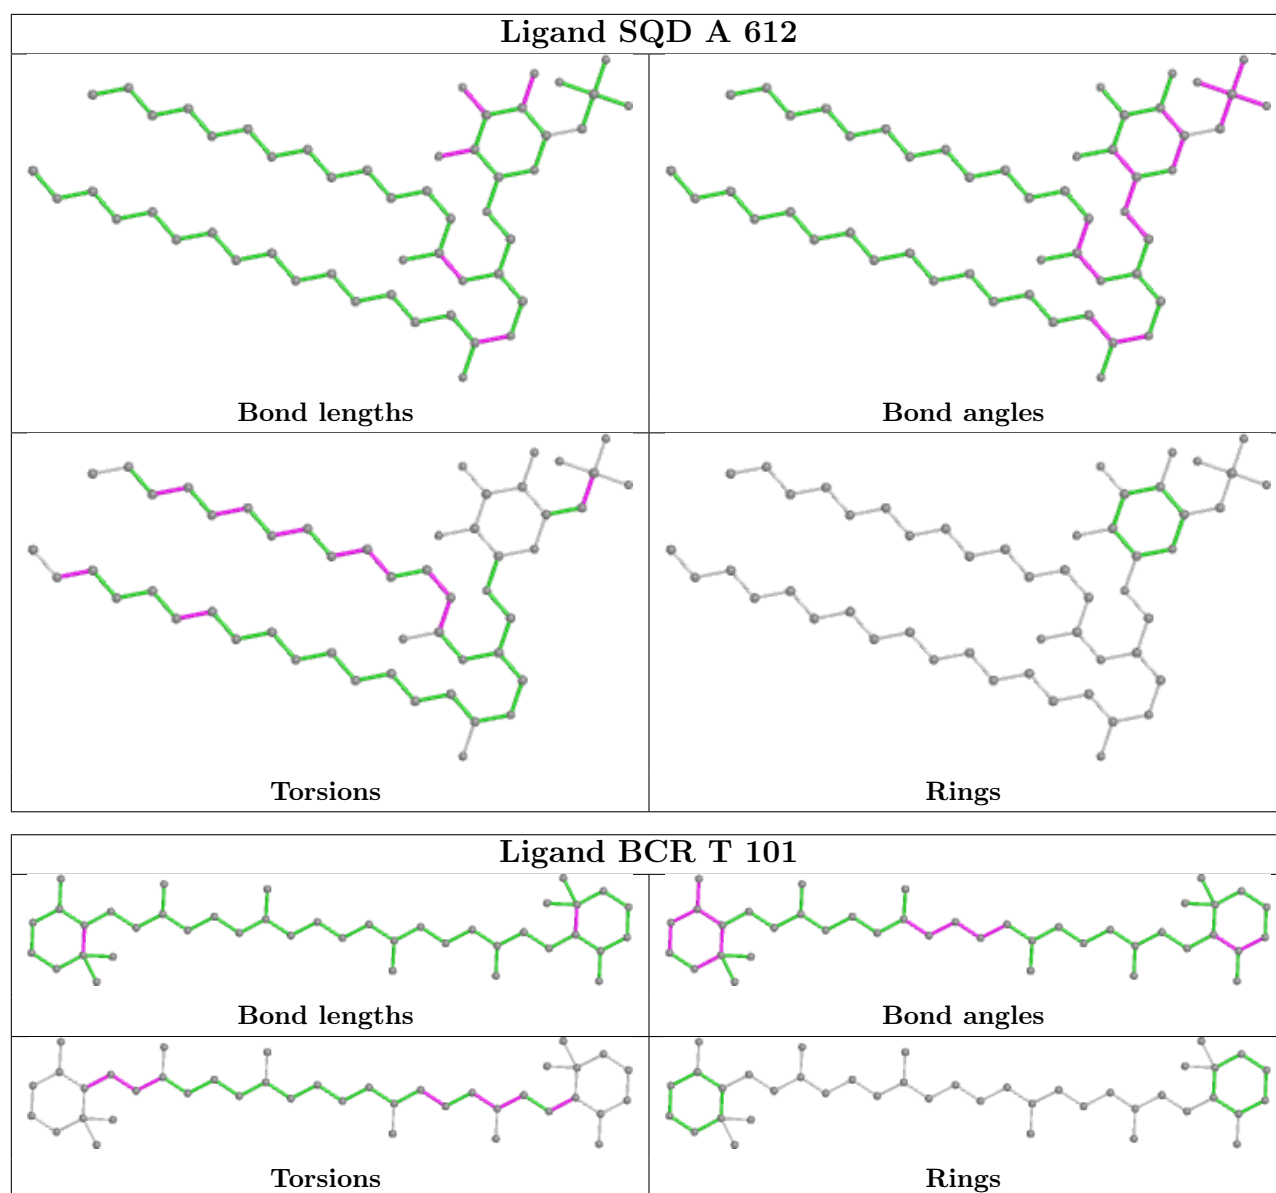 Ligand SQD A 612
Bond lengths
Bond angles
Torsions
Rings
Ligand BCR T 101
Bond lengths
Bond angles
Torsions
Rings